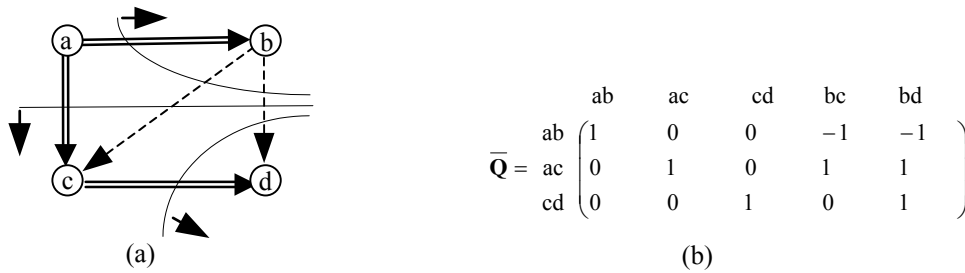 a b
c d
(a)
ab ac cd bc bd
ab 1 0 0 −1 −1
Q̅ = ac 0 1 0 1 1
cd 0 0 1 0 1
(b)